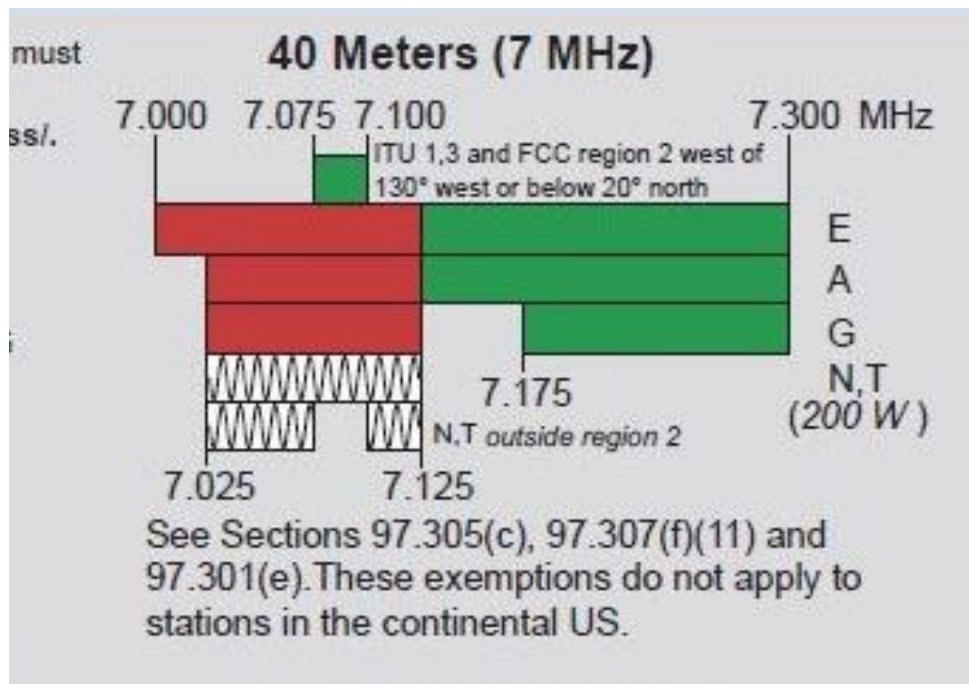 must
40 Meters (7 MHz)
ss/.
7.000 7.075 7.100 7.300 MHz
ITU 1,3 and FCC region 2 west of
130° west or below 20° north
E
A
G
N,T
(200 W )
7.175
N,T outside region 2
7.025 7.125
See Sections 97.305(c), 97.307(f)(11) and
97.301(e).These exemptions do not apply to
stations in the continental US.